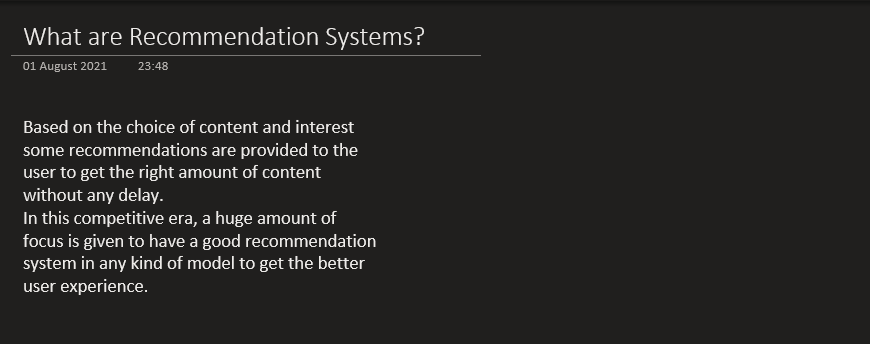 What are Recommendation Systems?
01 August 2021 23:48
Based on the choice of content and interest
some recommendations are provided to the
user to get the right amount of content
without any delay.
In this competitive era, a huge amount of
focus is given to have a good recommendation
system in any kind of model to get the better
user experience.